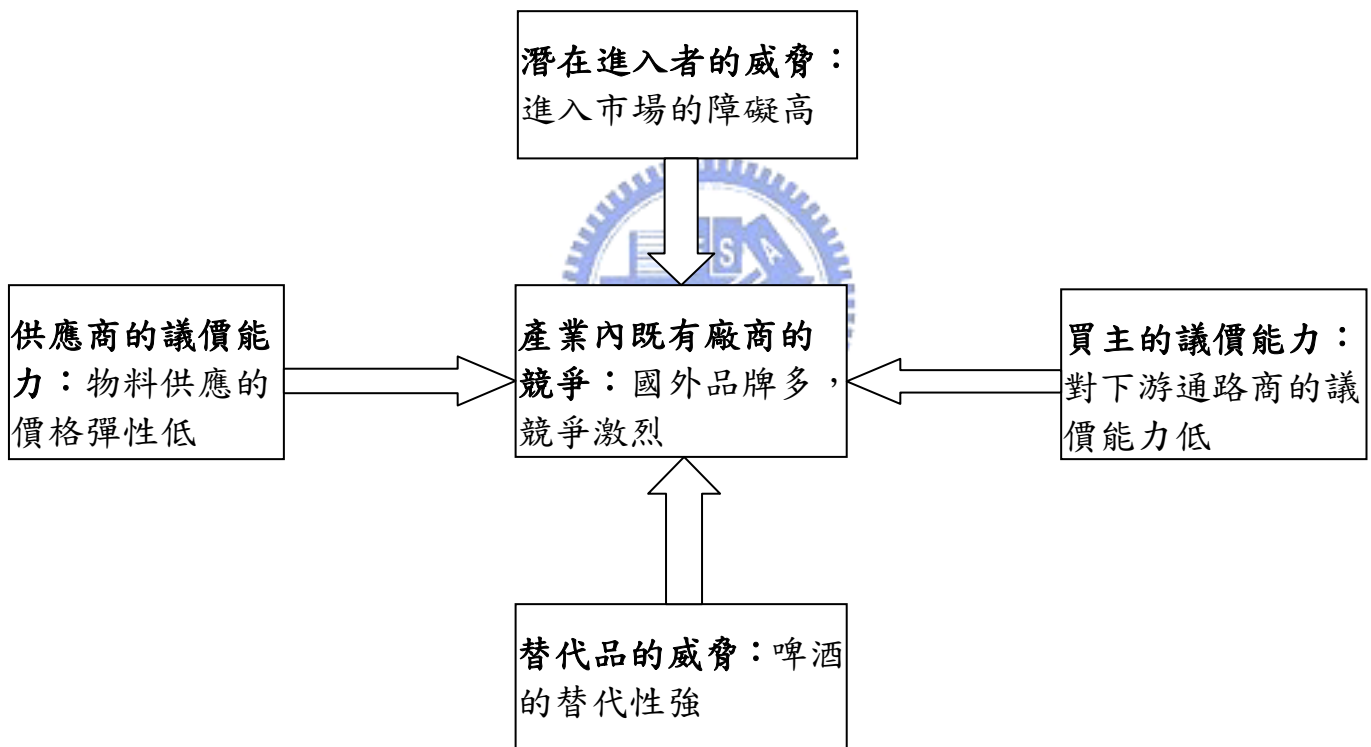 潛在進入者的威脅：
進入市場的障礙高
S A
供應商的議價能
力：物料供應的
價格彈性低
產業內既有廠商的
競爭：國外品牌多，
競爭激烈
買主的議價能力：
對下游通路商的議
價能力低
替代品的威脅：啤酒
的替代性強